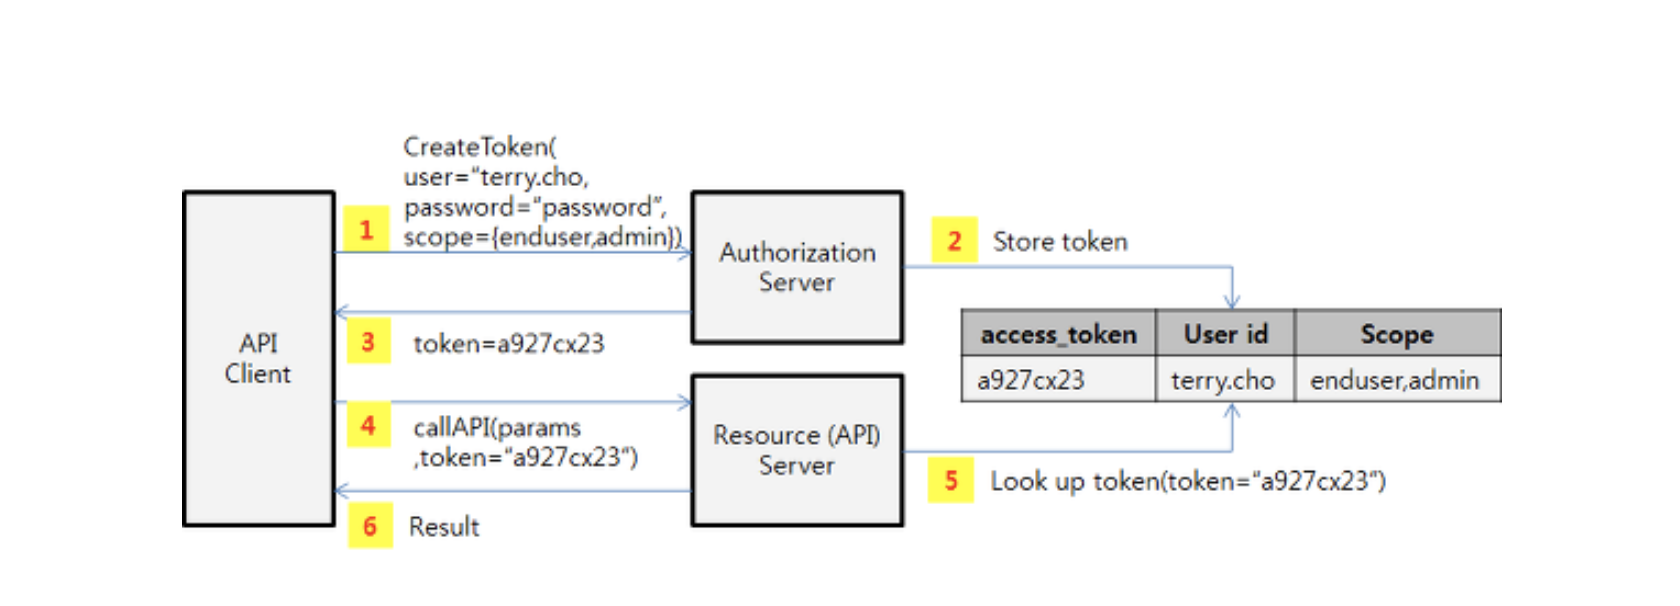 CreateToken(
user="terry.cho,
password="password",
scope={enduser,admin})
1
API
Client
Authorization
Server
2
Store token
3
token=a927cx23
access_token User id Scope
a927cx23 terry.cho enduser,admin
4
callAPI(params
,token="a927cx23")
Resource (API)
Server
5
Look up token(token="a927cx23")
6
Result